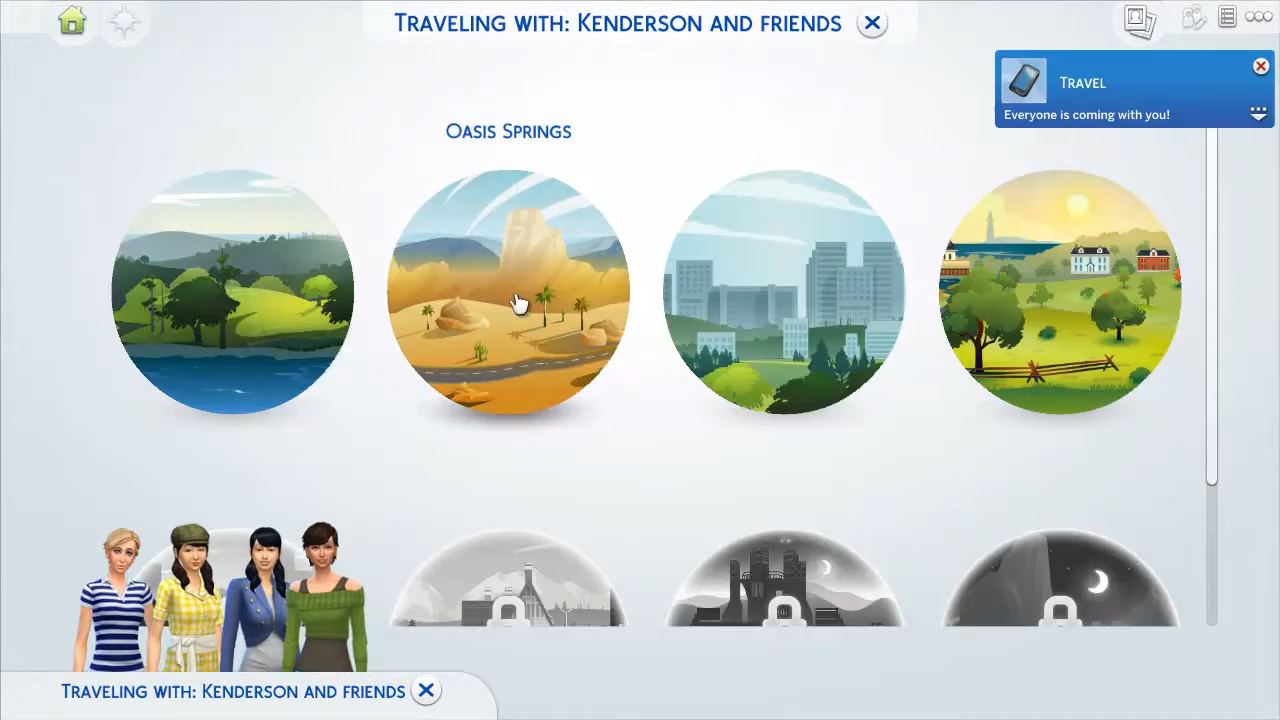 Traveling with: Kenderson and friends
Travel
Everyone is coming with you!
Oasis Springs
Traveling with: Kenderson and friends